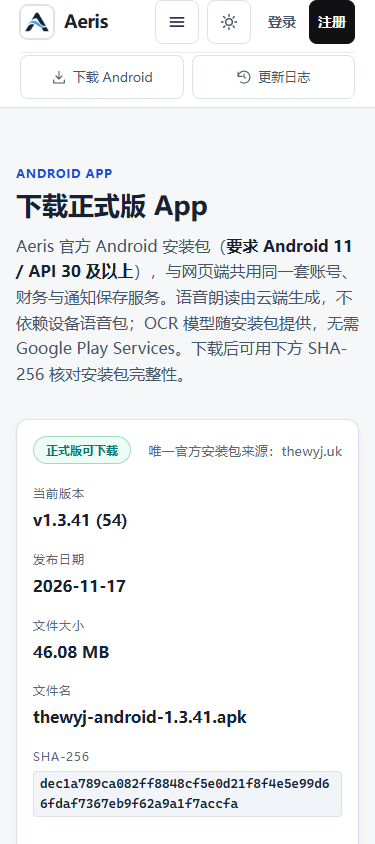 Aeris
登录
注册
下载 Android
更新日志
ANDROID APP
下载正式版 App
Aeris 官方 Android 安装包（要求 Android 11
/ API 30 及以上），与网页端共用同一套账号、
财务与通知保存服务。语音朗读由云端生成，不
依赖设备语音包；OCR 模型随安装包提供，无需
Google Play Services。下载后可用下方 SHA-
256 核对安装包完整性。
正式版可下载
唯一官方安装包来源：thewyj.uk
当前版本
v1.3.41 (54)
发布日期
2026-11-17
文件大小
46.08 MB
文件名
thewyj-android-1.3.41.apk
SHA-256
dec1a789ca082ff8848cf5e0d21f8f4e5e99d6
6fdaf7367eb9f62a9a1f7accfa